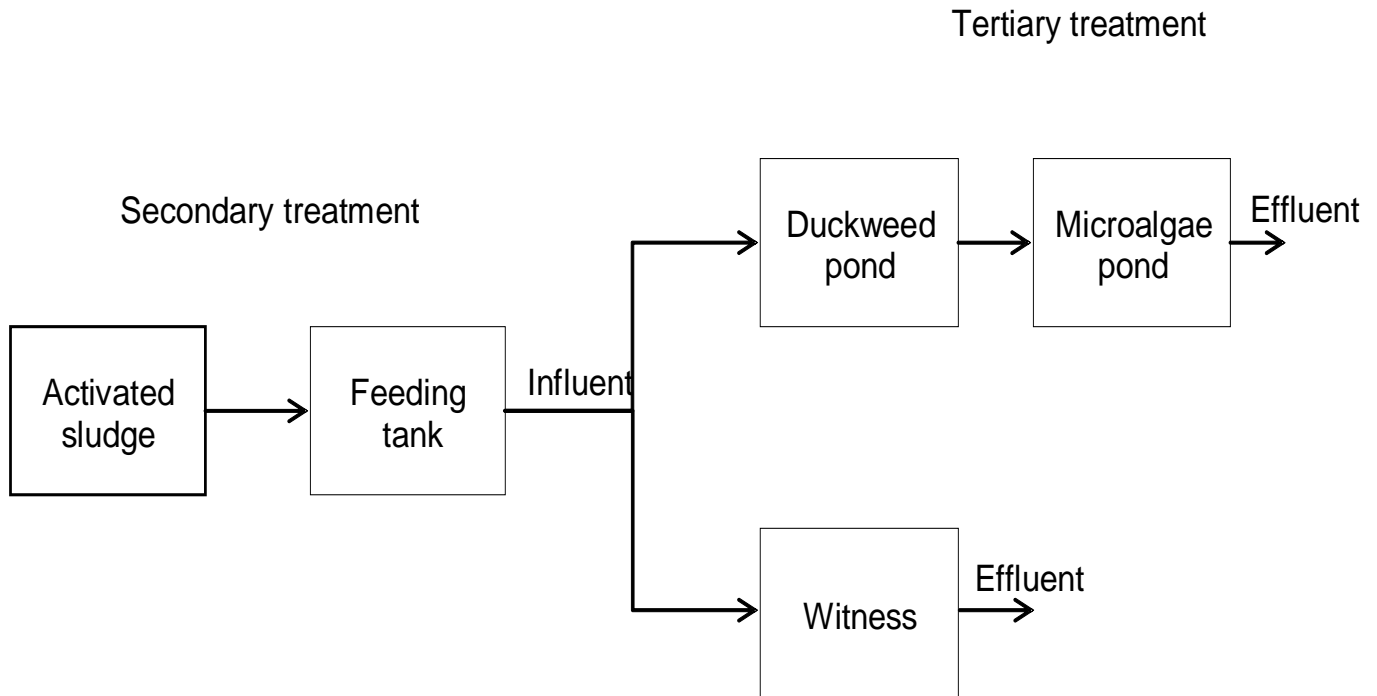 Tertiary treatment
Secondary treatment
Duckweed
pond
Microalgae
pond
Effluent
Activated
sludge
Feeding
tank
Influent
Witness
Effluent